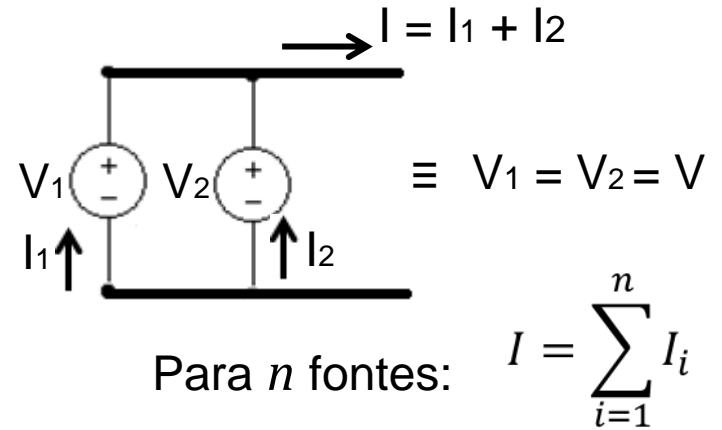 I = I1 + I2
+ +
V1 V2 ≡ V1 = V2 = V
− −
I1 I2
n
Para n fontes: I = ∑ Ii
i=1